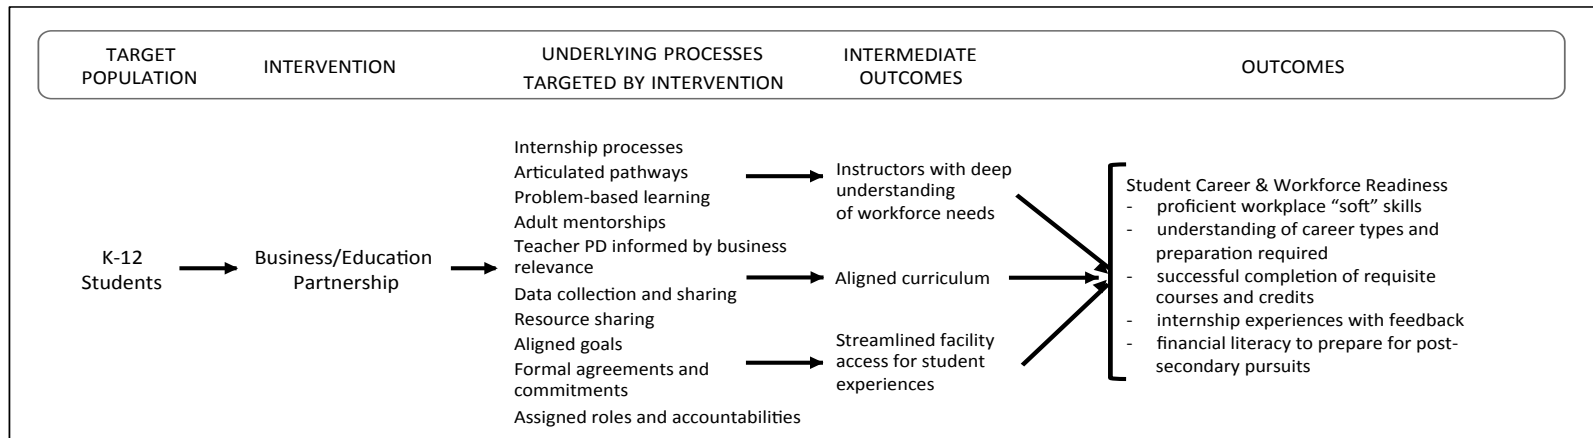 TARGET
POPULATION
INTERVENTION
UNDERLYING PROCESSES
TARGETED BY INTERVENTION
INTERMEDIATE
OUTCOMES
OUTCOMES
K-12
Students
Business/Education
Partnership
Internship processes
Articulated pathways
Problem-based learning
Adult mentorships
Teacher PD informed by business
relevance
Data collection and sharing
Resource sharing
Aligned goals
Formal agreements and
commitments
Assigned roles and accountabilities
Instructors with deep
understanding
of workforce needs
Aligned curriculum
Streamlined facility
access for student
experiences
Student Career & Workforce Readiness
- proficient workplace “soft” skills
- understanding of career types and
preparation required
- successful completion of requisite
courses and credits
- internship experiences with feedback
- financial literacy to prepare for post-
secondary pursuits